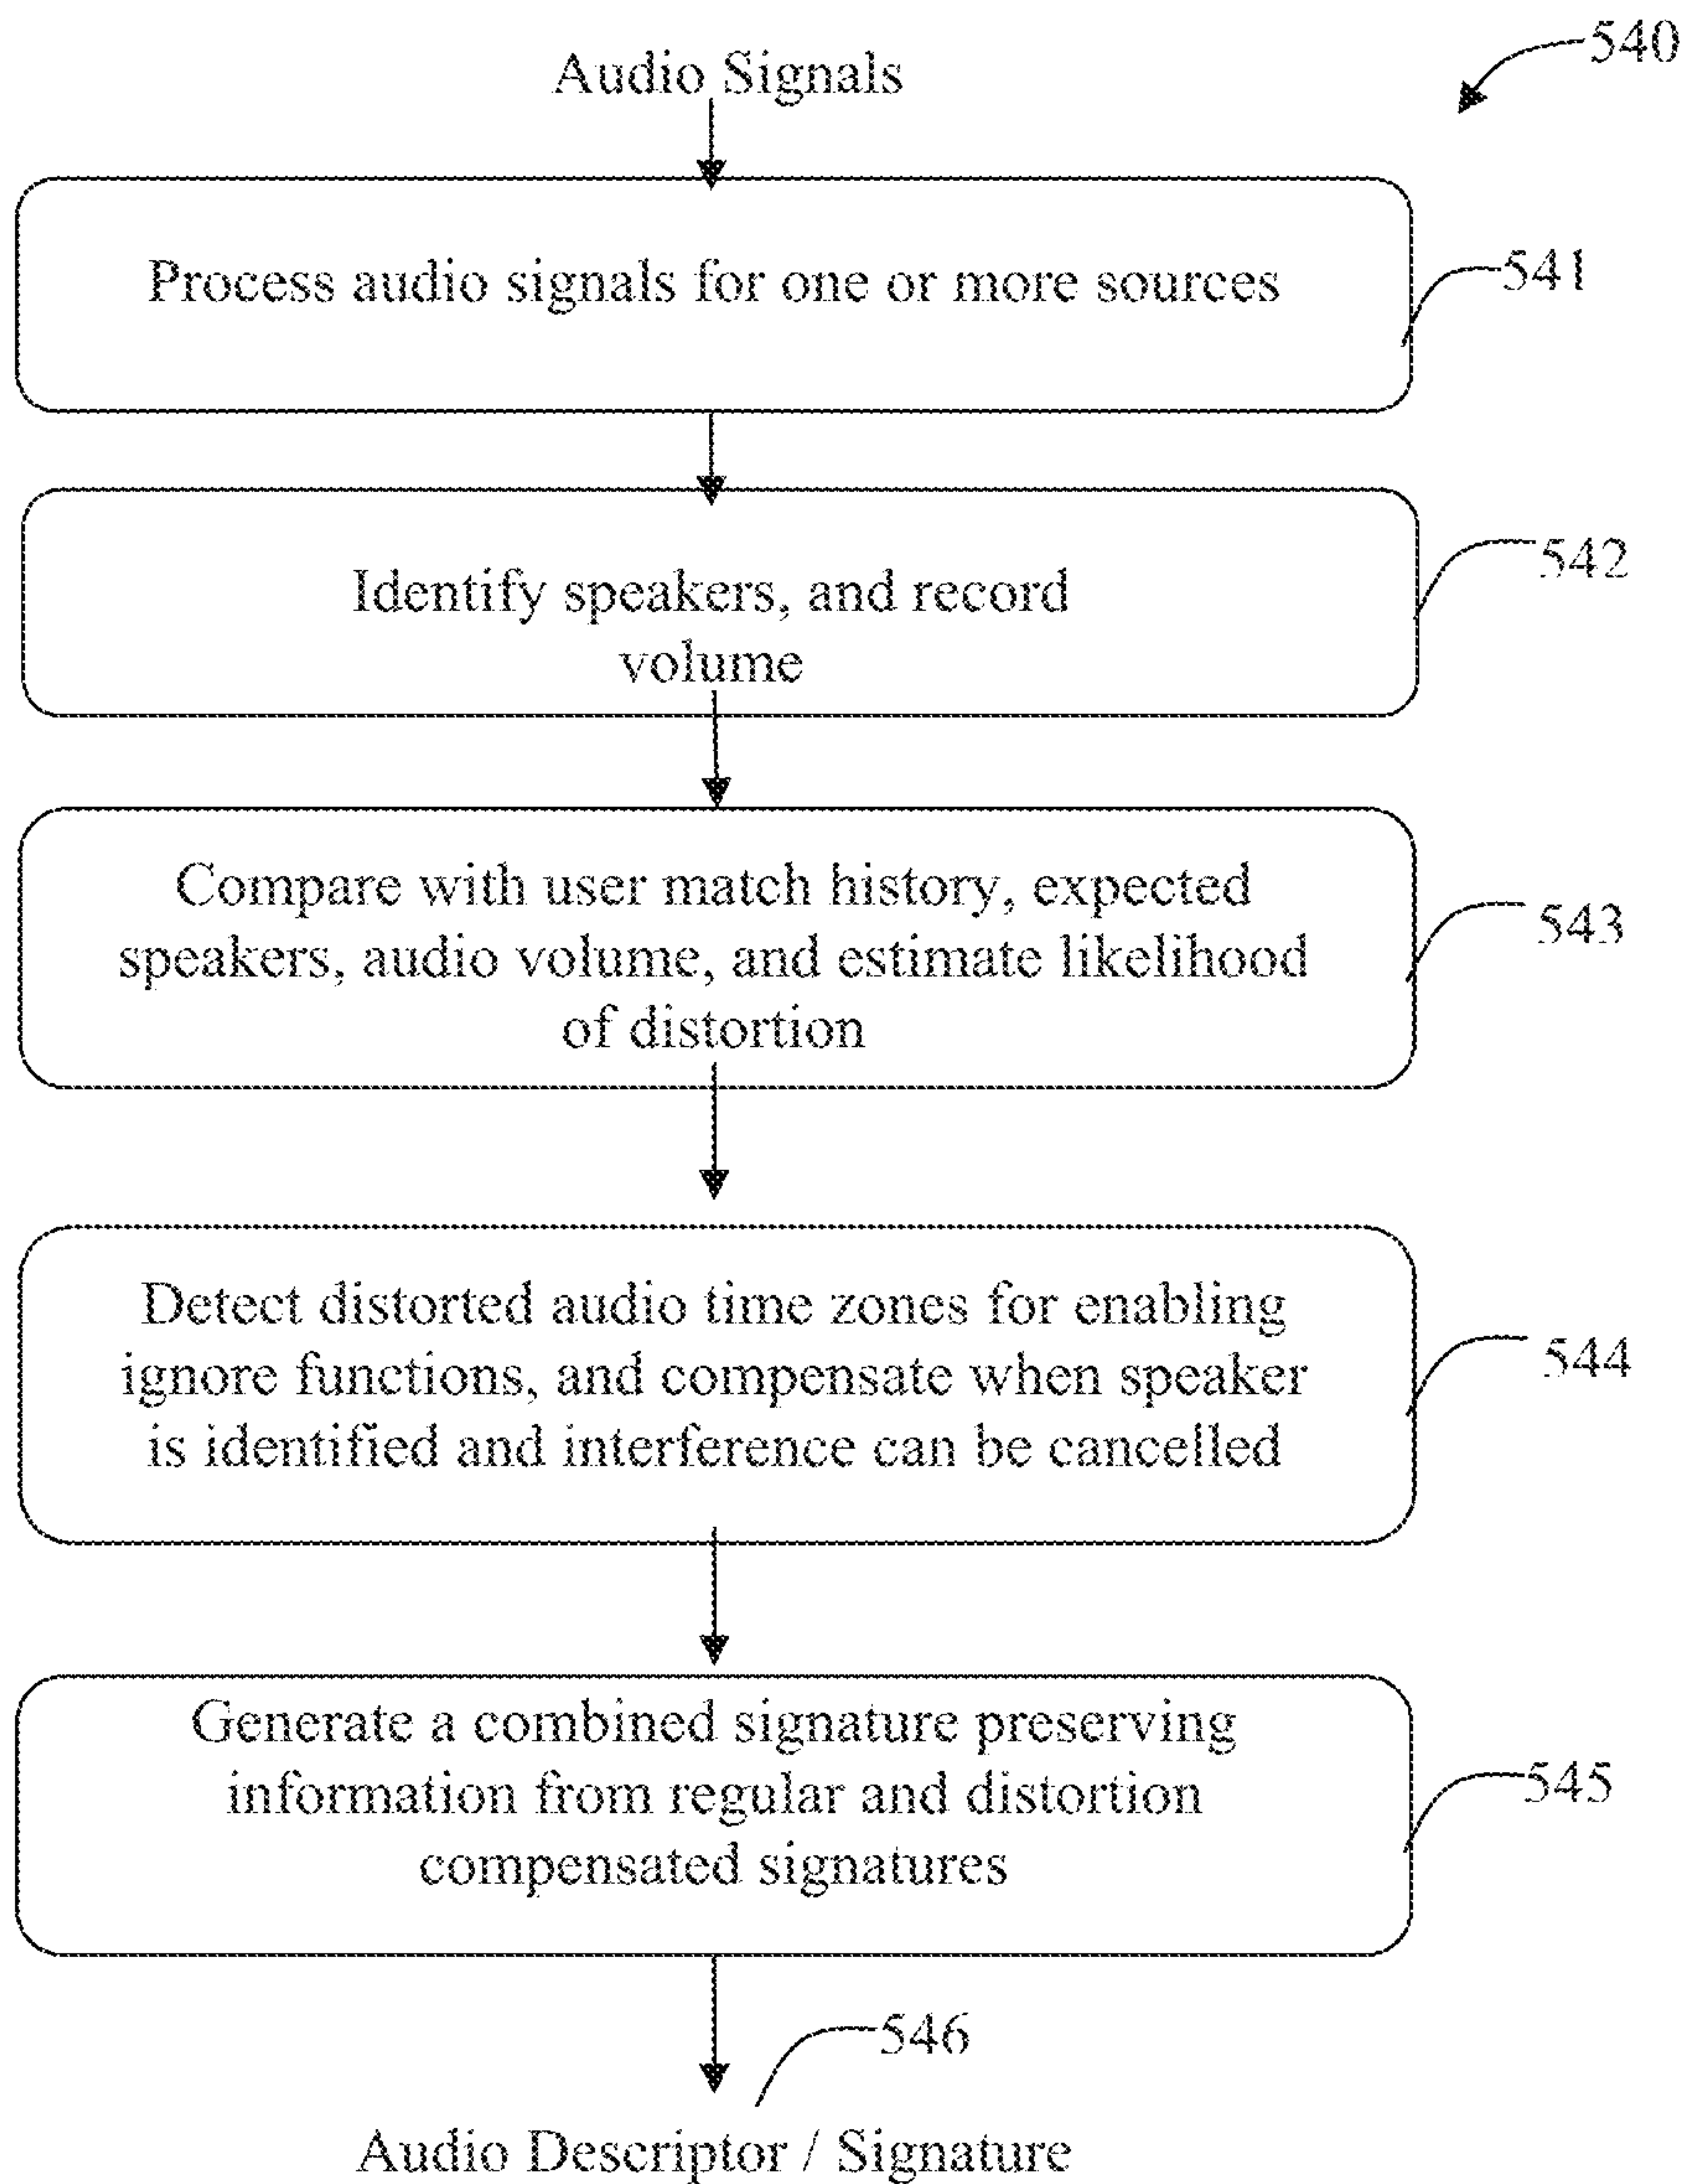 540
Audio Signals
Process audio signals for one or more sources
541
Identify speakers, and record
volume
542
Compare with user match history, expected
speakers, audio volume, and estimate likelihood
of distortion
543
Detect distorted audio time zones for enabling
ignore functions, and compensate when speaker
is identified and interference can be cancelled
544
Generate a combined signature preserving
information from regular and distortion
compensated signatures
545
546
Audio Descriptor / Signature